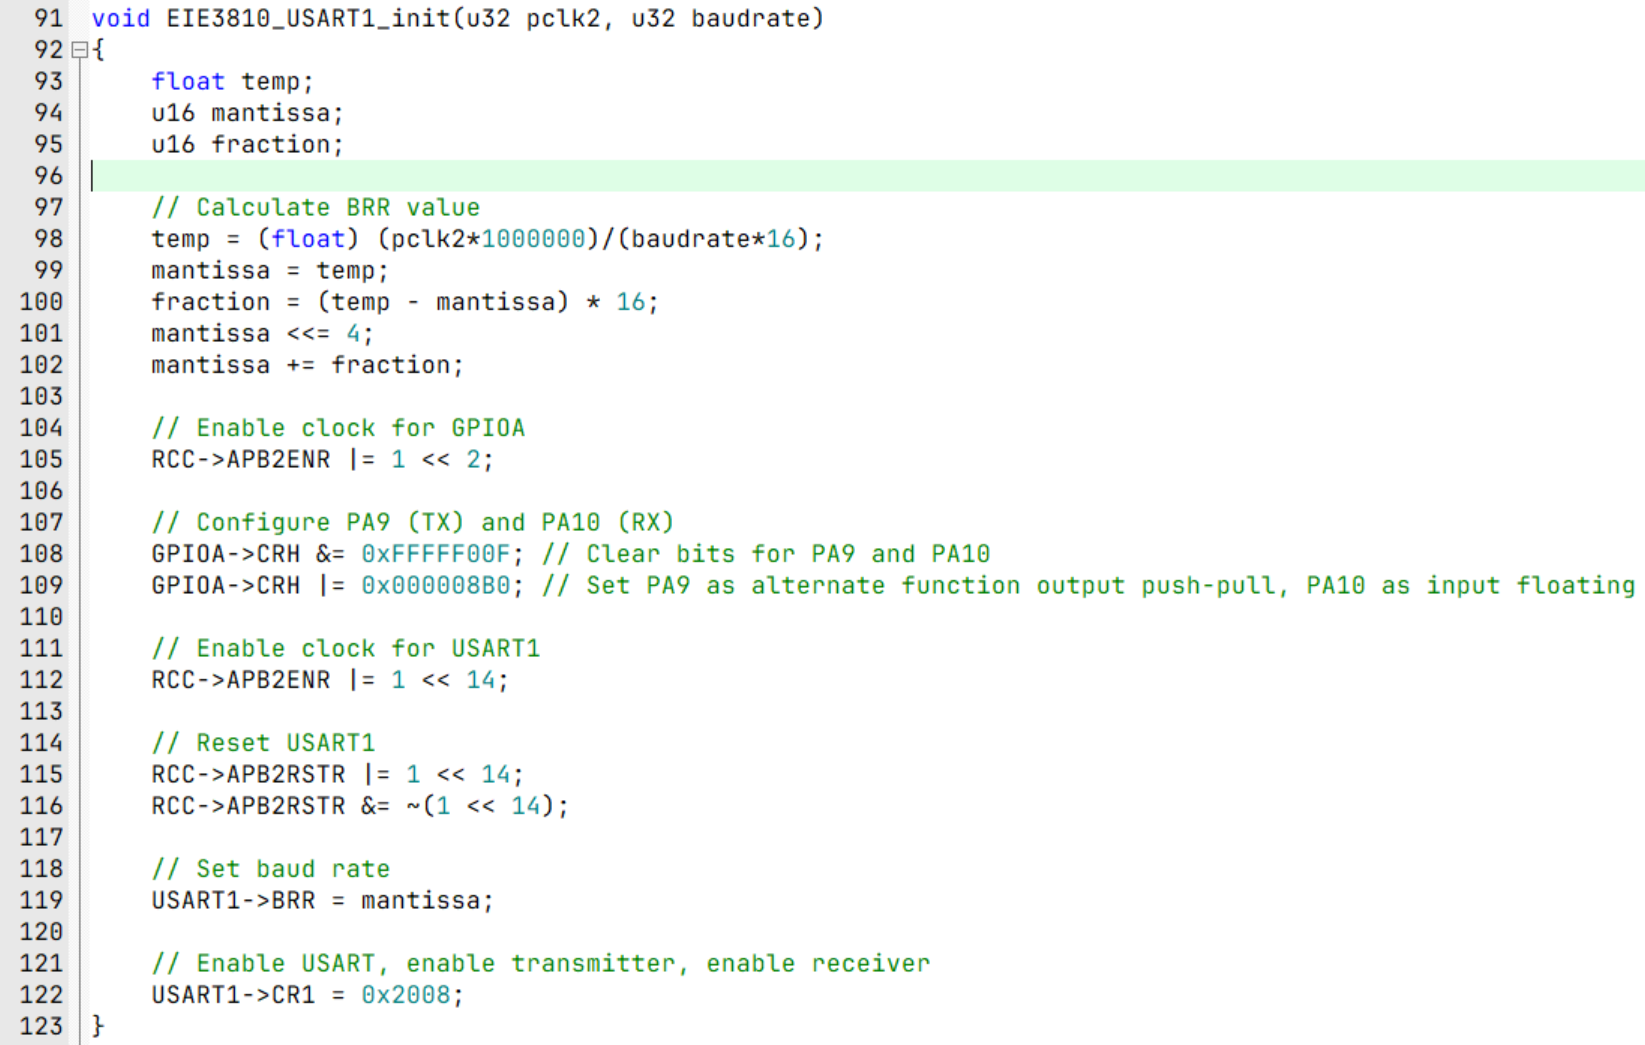 91 void EIE3810_USART1_init(u32 pclk2, u32 baudrate)
92 {
93 float temp;
94 u16 mantissa;
95 u16 fraction;
96
97 // Calculate BRR value
98 temp = (float) (pclk2*1000000)/(baudrate*16);
99 mantissa = temp;
100 fraction = (temp - mantissa) * 16;
101 mantissa <<= 4;
102 mantissa += fraction;
103
104 // Enable clock for GPIOA
105 RCC->APB2ENR |= 1 << 2;
106
107 // Configure PA9 (TX) and PA10 (RX)
108 GPIOA->CRH &= 0xFFFFF00F; // Clear bits for PA9 and PA10
109 GPIOA->CRH |= 0x000008B0; // Set PA9 as alternate function output push-pull, PA10 as input floating
110
111 // Enable clock for USART1
112 RCC->APB2ENR |= 1 << 14;
113
114 // Reset USART1
115 RCC->APB2RSTR |= 1 << 14;
116 RCC->APB2RSTR &= ~(1 << 14);
117
118 // Set baud rate
119 USART1->BRR = mantissa;
120
121 // Enable USART, enable transmitter, enable receiver
122 USART1->CR1 = 0x2008;
123 }